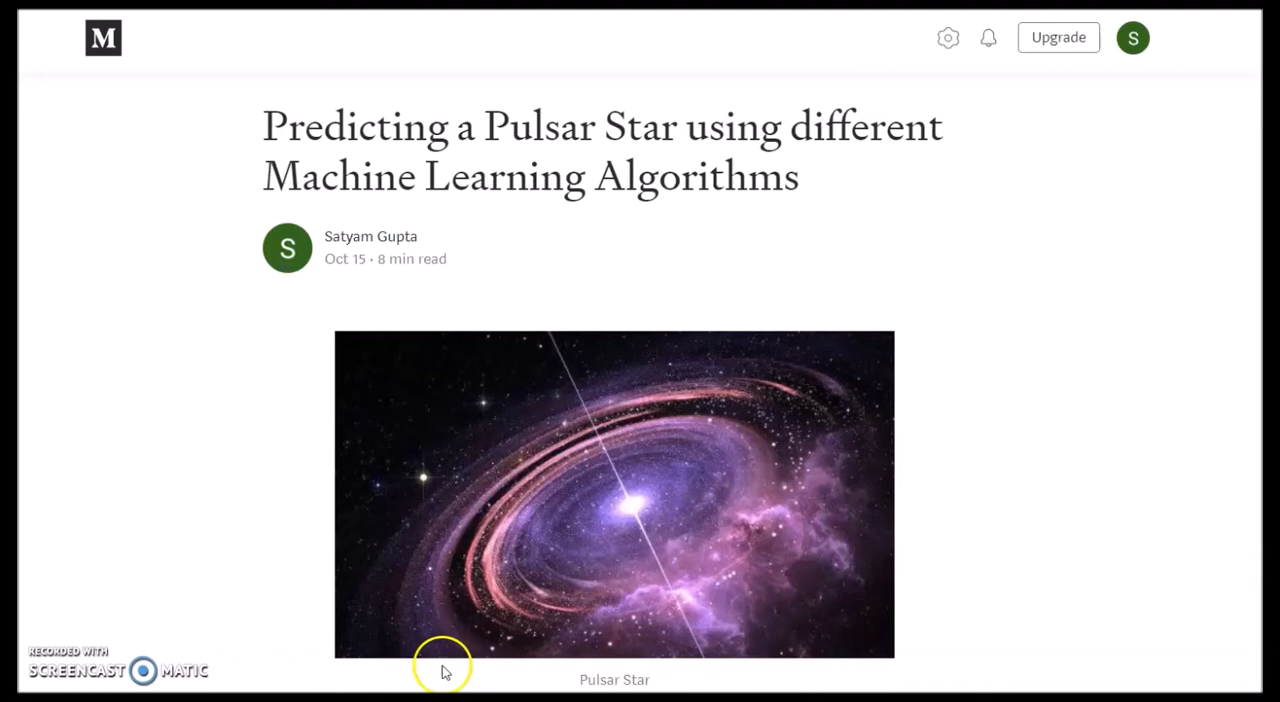 M
Upgrade
S
Predicting a Pulsar Star using different
Machine Learning Algorithms
S
Satyam Gupta
Oct 15 · 8 min read
RECORDED WITH
SCREENCAST MATIC
Pulsar Star